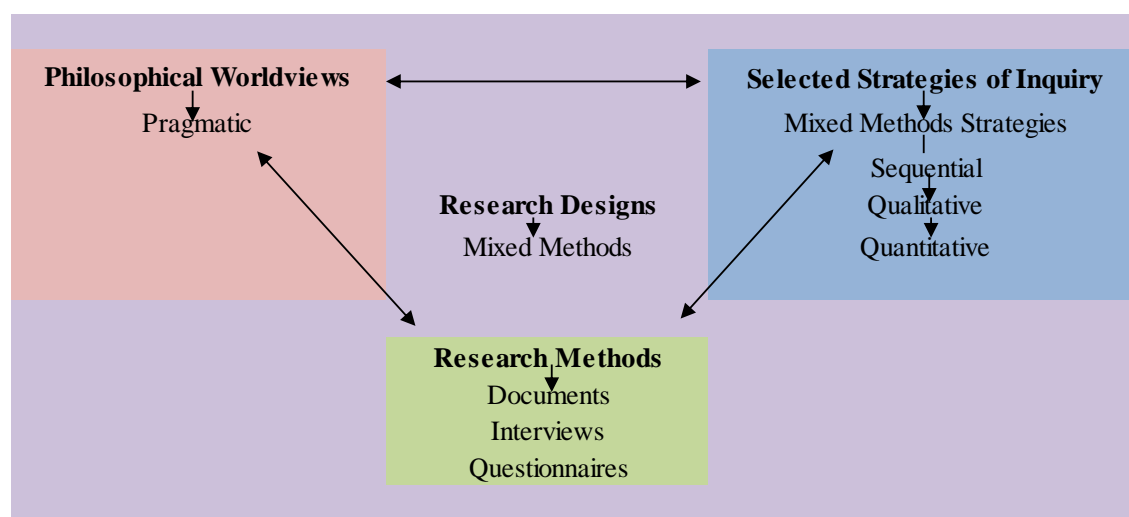 Philosophical Worldviews
Pragmatic
Selected Strategies of Inquiry
Mixed Methods Strategies
Sequential
Qualitative
Quantitative
Research Designs
Mixed Methods
Research Methods
Documents
Interviews
Questionnaires